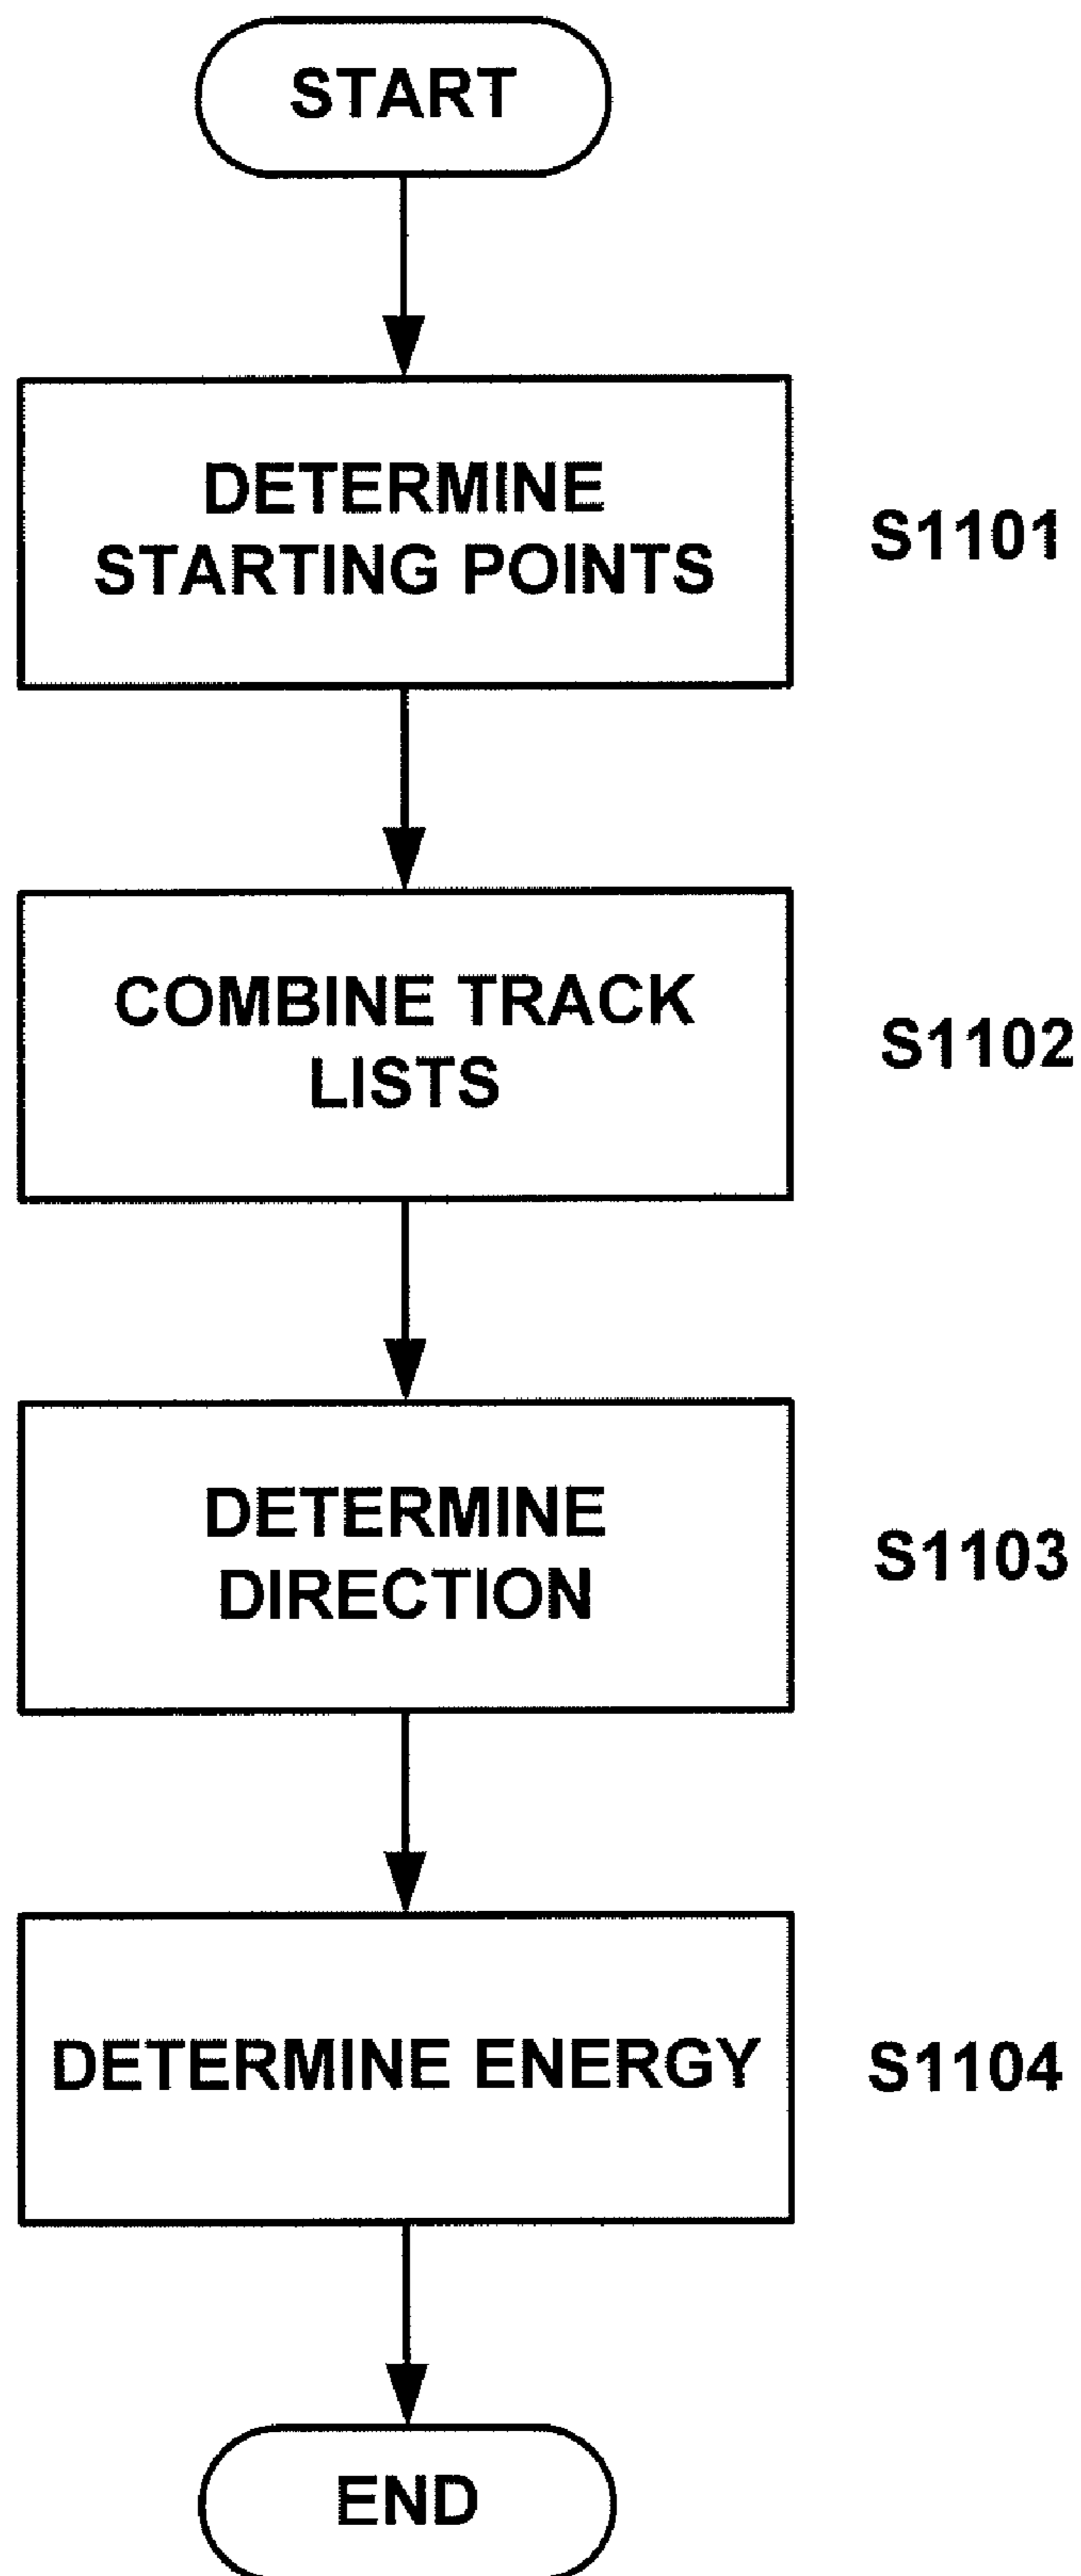 START
DETERMINE
STARTING POINTS
S1101
COMBINE TRACK
LISTS
S1102
DETERMINE
DIRECTION
S1103
DETERMINE ENERGY
S1104
END